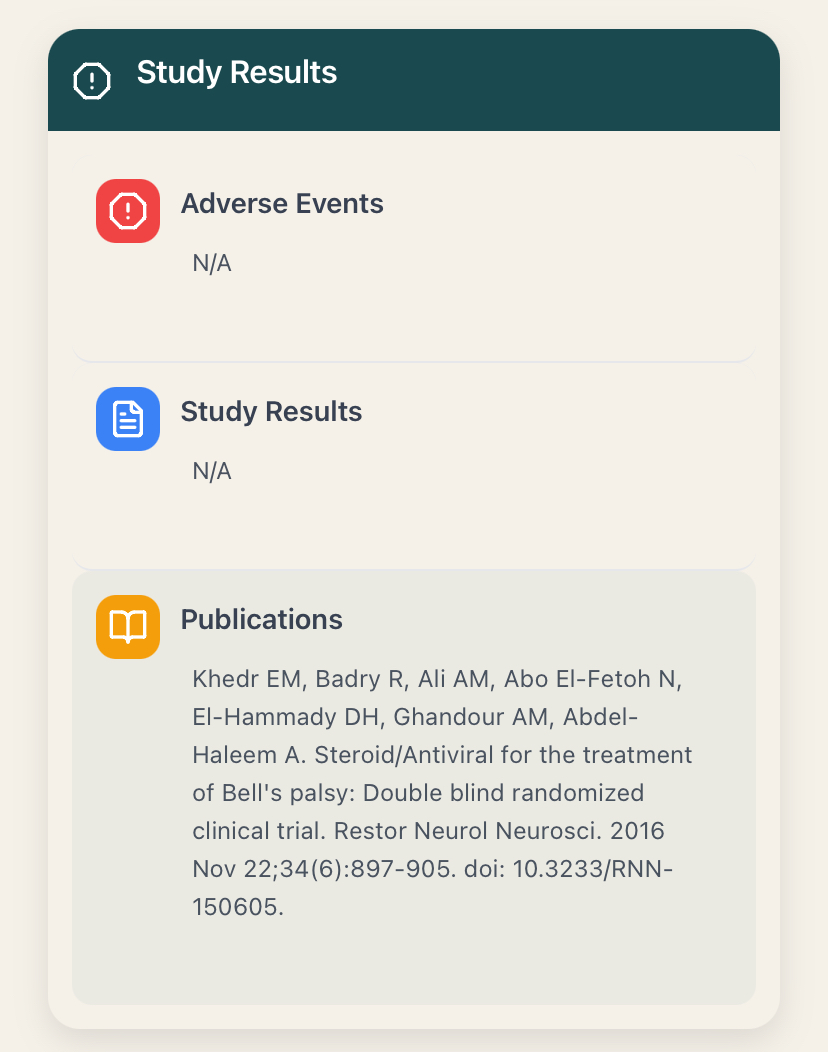 Study Results
Adverse Events
N/A
Study Results
N/A
Publications
Khedr EM, Badry R, Ali AM, Abo El-Fetoh N,
El-Hammady DH, Ghandour AM, Abdel-
Haleem A. Steroid/Antiviral for the treatment
of Bell's palsy: Double blind randomized
clinical trial. Restor Neurol Neurosci. 2016
Nov 22;34(6):897-905. doi: 10.3233/RNN-
150605.